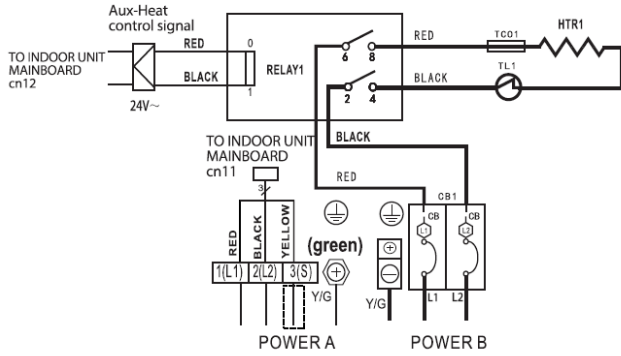 Aux-Heat
control signal
TO INDOOR UNIT
MAINBOARD
cn12
RED
BLACK
24V~
0
1
RELAY1
6 8
2 4
RED
TCO1
HTR1
BLACK
TL1
TO INDOOR UNIT
MAINBOARD
cn11
3
BLACK
RED
CB1
CB CB
L1 L2
RED
BLACK
YELLOW
(green)
1(L1) 2(L2) 3(S)
Y/G
Y/G
L1 L2
POWER A
POWER B